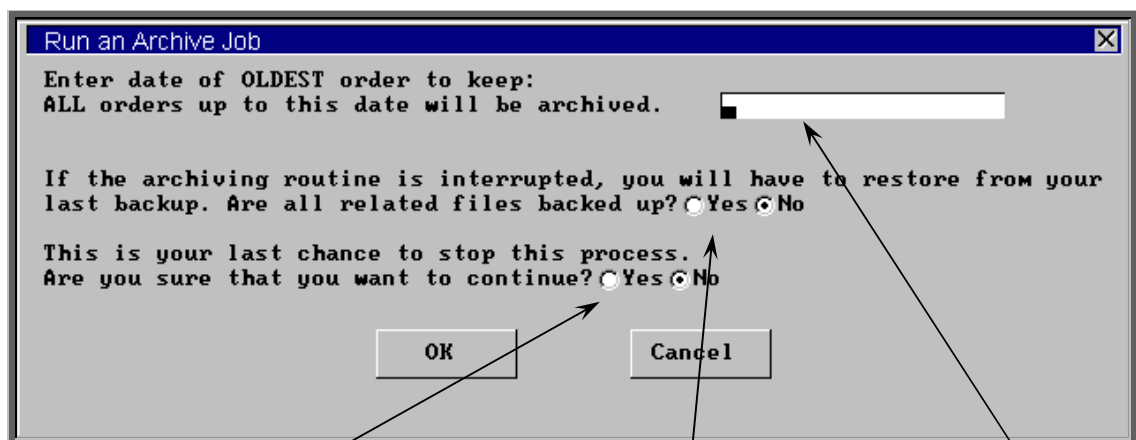 Run an Archive Job
Enter date of OLDEST order to keep:
ALL orders up to this date will be archived.
If the archiving routine is interrupted, you will have to restore from your
last backup. Are all related files backed up? Yes No
This is your last chance to stop this process.
Are you sure that you want to continue? Yes No
OK Cancel